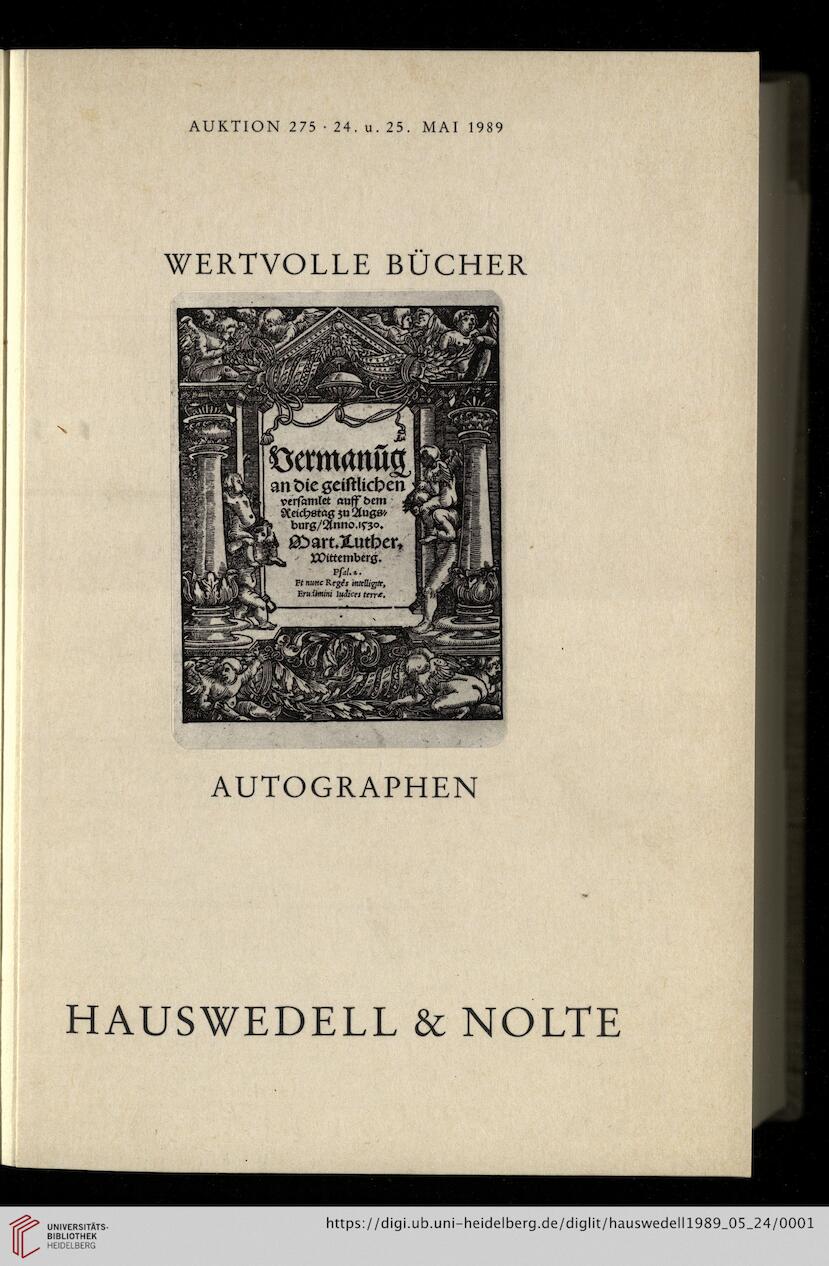 AUKTION 275 · 24. u. 25. MAI 1989
WERTVOLLE BÜCHER
Vermanũg
an die geistlichen
versamlet auff dem
Reichstag zu Augs⸗
burg/Anno.1530.
Mart.Luther,
Wittemberg.
Psal.2.
Et nunc Reges intelligite,
Erudimini Iudices terræ.
AUTOGRAPHEN
HAUSWEDELL & NOLTE
UNIVERSITÄTS-
BIBLIOTHEK
HEIDELBERG
https://digi.ub.uni-heidelberg.de/diglit/hauswedell1989_05_24/0001